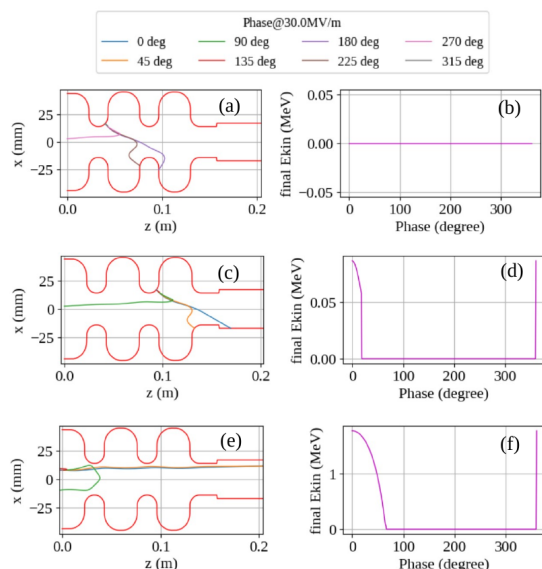 Phase@30.0MV/m
0 deg 90 deg 180 deg 270 deg
45 deg 135 deg 225 deg 315 deg
(a)
x (mm)
25
0
−25
0.0 0.1 0.2
z (m)
(b)
final Ekin (MeV)
0.05
0.00
−0.05
0 100 200 300
Phase (degree)
(c)
x (mm)
25
0
−25
0.0 0.1 0.2
z (m)
(d)
final Ekin (MeV)
0.05
0.00
0 100 200 300
Phase (degree)
(e)
x (mm)
25
0
−25
0.0 0.1 0.2
z (m)
(f)
final Ekin (MeV)
1
0
0 100 200 300
Phase (degree)